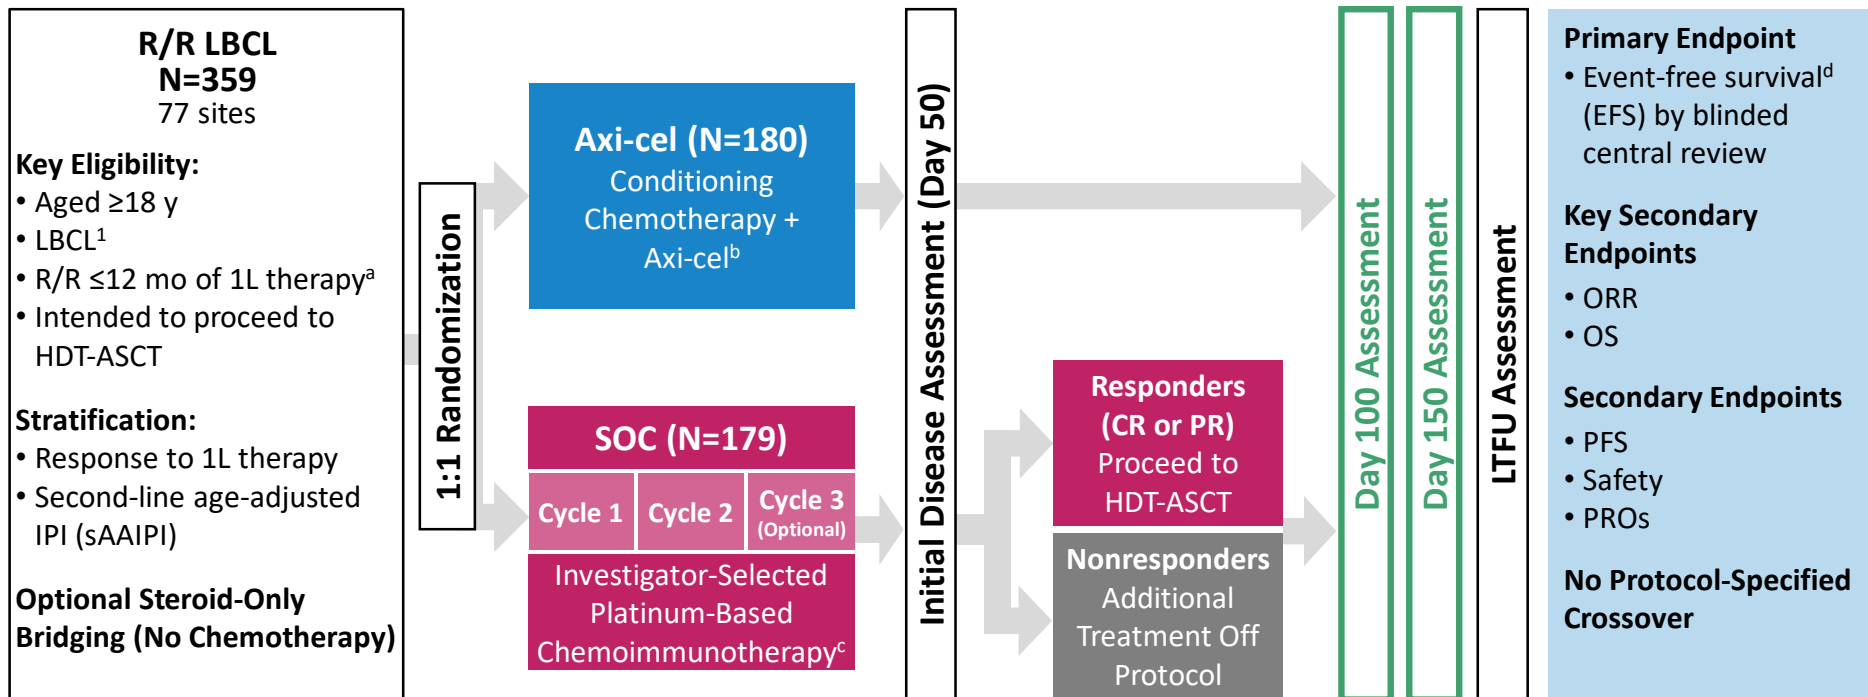 R/R LBCL
N=359
77 sites
Key Eligibility:
• Aged ≥18 y
• LBCL¹
• R/R ≤12 mo of 1L therapyᵃ
• Intended to proceed to
HDT-ASCT
Stratification:
• Response to 1L therapy
• Second-line age-adjusted
IPI (sAAIPI)
Optional Steroid-Only
Bridging (No Chemotherapy)
1:1 Randomization
Axi-cel (N=180)
Conditioning
Chemotherapy +
Axi-celᵇ
SOC (N=179)
Cycle 1
Cycle 2
Cycle 3
(Optional)
Investigator-Selected
Platinum-Based
Chemoimmunotherapyᶜ
Initial Disease Assessment (Day 50)
Responders
(CR or PR)
Proceed to
HDT-ASCT
Nonresponders
Additional
Treatment Off
Protocol
Day 100 Assessment
Day 150 Assessment
LTFU Assessment
Primary Endpoint
• Event-free survivalᵈ
(EFS) by blinded
central review
Key Secondary
Endpoints
• ORR
• OS
Secondary Endpoints
• PFS
• Safety
• PROs
No Protocol-Specified
Crossover